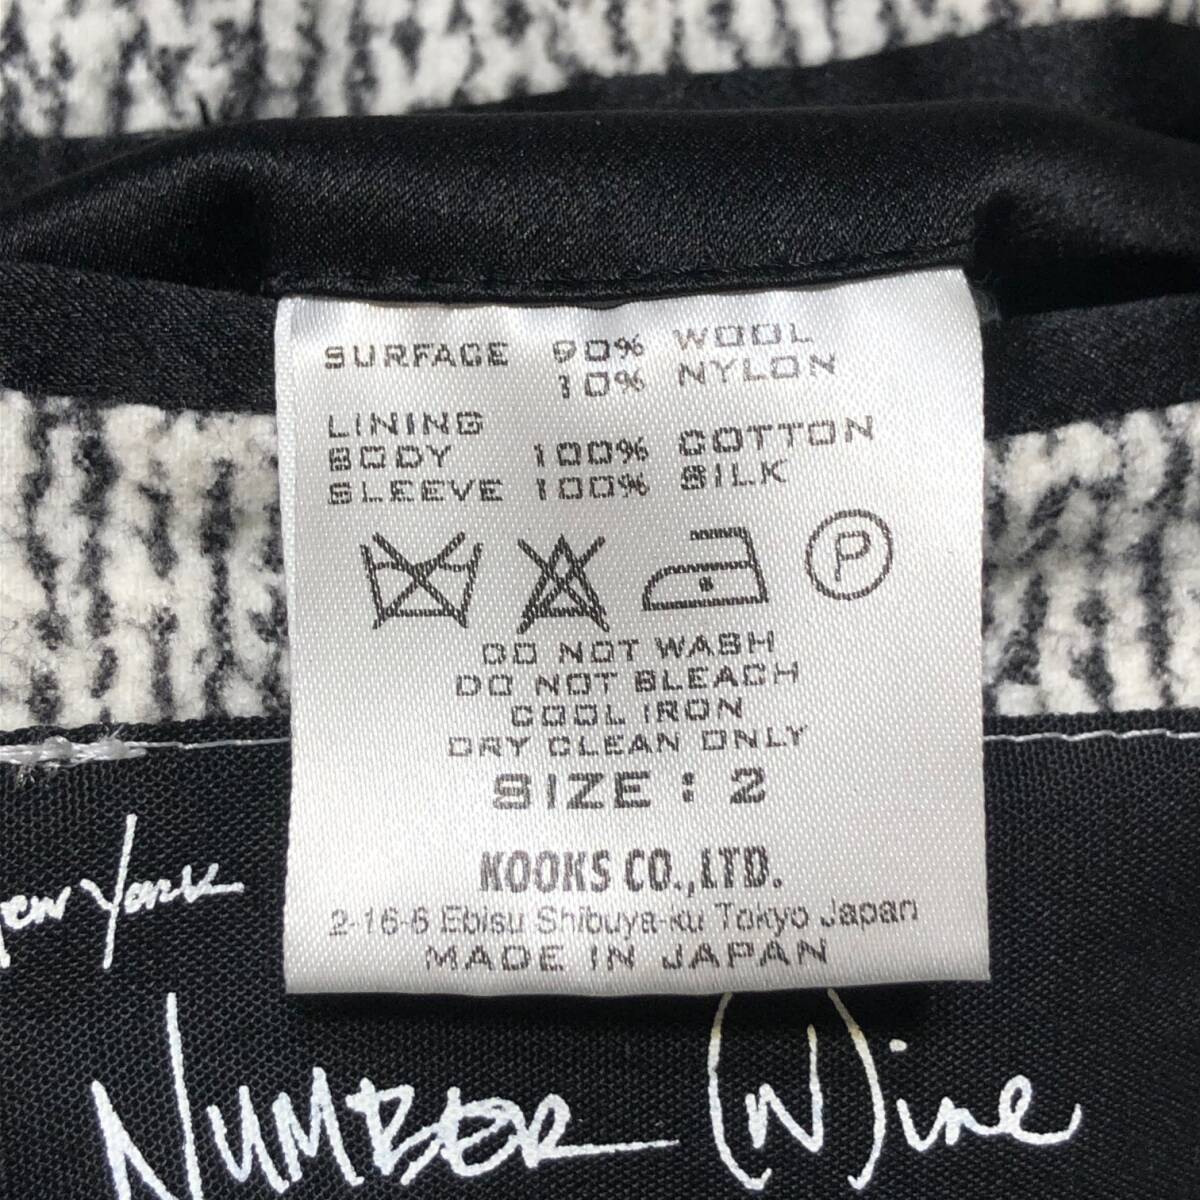 SURFACE 90% WOOL
10% NYLON
LINING
BODY 100% COTTON
SLEEVE 100% SILK
P
DO NOT WASH
DO NOT BLEACH
COOL IRON
DRY CLEAN ONLY
SIZE : 2
KOOKS CO.,LTD.
2-16-6 Ebisu Shibuya-ku Tokyo Japan
MADE IN JAPAN
New York
NUMBER (N)ine